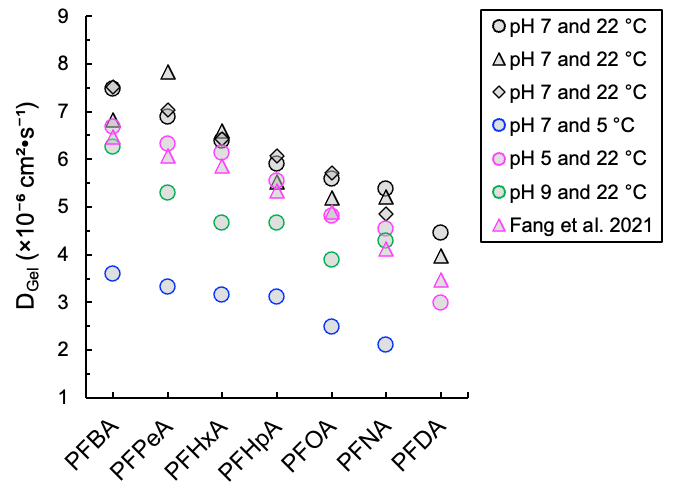 9
8
7
6
5
4
3
2
1
D_Gel (×10⁻⁶ cm²•s⁻¹)
PFBA
PFPeA
PFHxA
PFHpA
PFOA
PFNA
PFDA
pH 7 and 22 °C
pH 7 and 22 °C
pH 7 and 22 °C
pH 7 and 5 °C
pH 5 and 22 °C
pH 9 and 22 °C
Fang et al. 2021